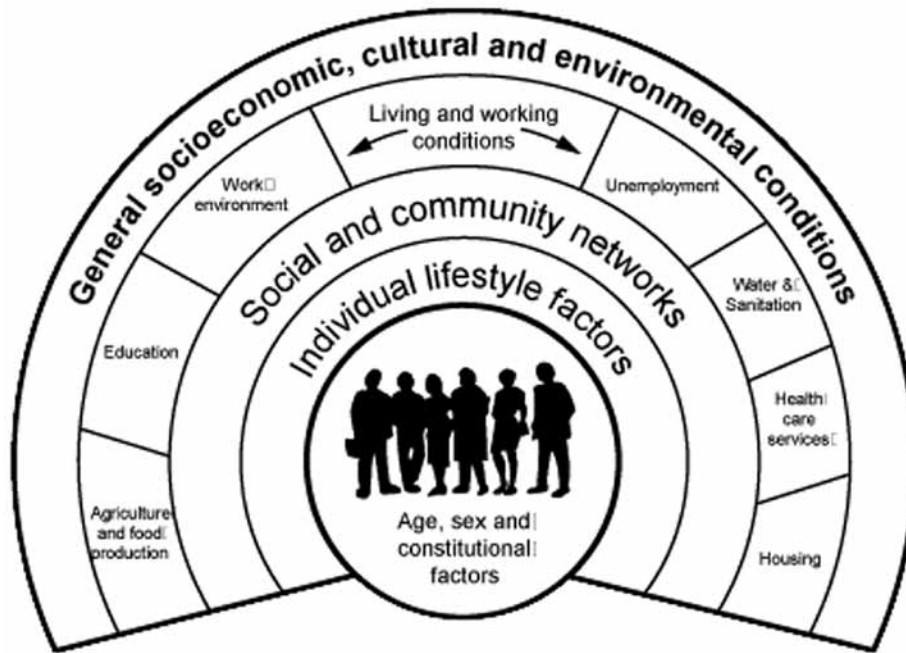 General socioeconomic, cultural and environmental conditions
Living and working
conditions
Work
environment
Unemployment
Social and community networks
Water &
Sanitation
Individual lifestyle factors
Education
Health
care
services
Agriculture
and food
production
Age, sex and
constitutional
factors
Housing